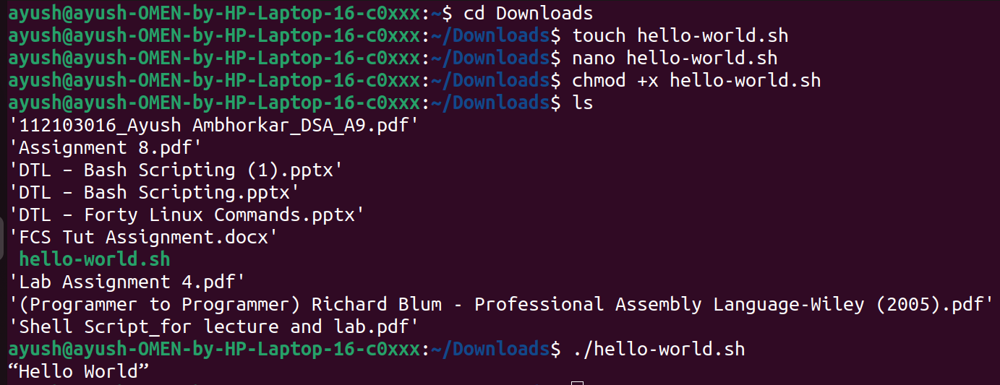 ayush@ayush-OMEN-by-HP-Laptop-16-c0xxx:~$ cd Downloads
ayush@ayush-OMEN-by-HP-Laptop-16-c0xxx:~/Downloads$ touch hello-world.sh
ayush@ayush-OMEN-by-HP-Laptop-16-c0xxx:~/Downloads$ nano hello-world.sh
ayush@ayush-OMEN-by-HP-Laptop-16-c0xxx:~/Downloads$ chmod +x hello-world.sh
ayush@ayush-OMEN-by-HP-Laptop-16-c0xxx:~/Downloads$ ls
'112103016_Ayush Ambhorkar_DSA_A9.pdf'
'Assignment 8.pdf'
'DTL – Bash Scripting (1).pptx'
'DTL – Bash Scripting.pptx'
'DTL – Forty Linux Commands.pptx'
'FCS Tut Assignment.docx'
hello-world.sh
'Lab Assignment 4.pdf'
'(Programmer to Programmer) Richard Blum - Professional Assembly Language-Wiley (2005).pdf'
'Shell Script_for lecture and lab.pdf'
ayush@ayush-OMEN-by-HP-Laptop-16-c0xxx:~/Downloads$ ./hello-world.sh
“Hello World”